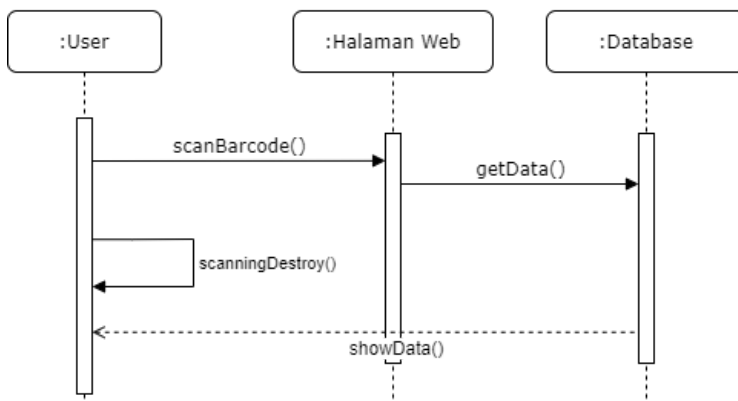 :User
:Halaman Web
:Database
scanBarcode()
getData()
scanningDestroy()
showData()